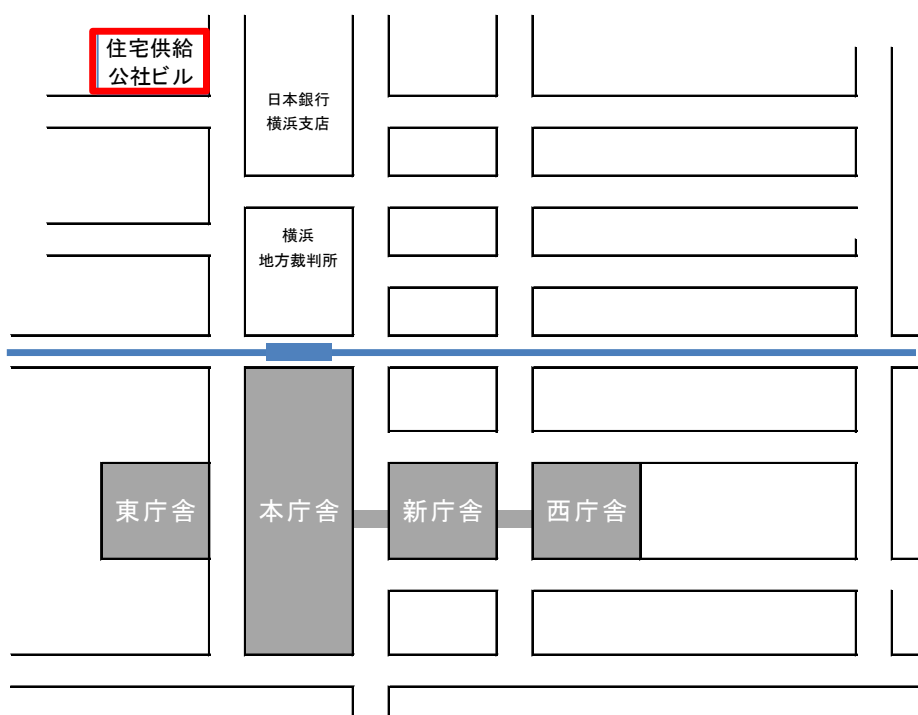 住宅供給
公社ビル
日本銀行
横浜支店
横浜
地方裁判所
東庁舎
本庁舎
新庁舎
西庁舎